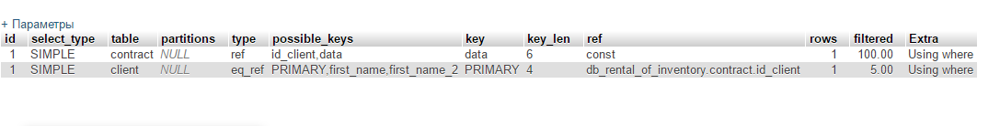 + Параметры
id select_type table partitions type possible_keys key key_len ref rows filtered Extra
1 SIMPLE contract NULL ref id_client,data data 6 const 1 100.00 Using where
1 SIMPLE client NULL eq_ref PRIMARY,first_name,first_name_2 PRIMARY 4 db_rental_of_inventory.contract.id_client 1 5.00 Using where